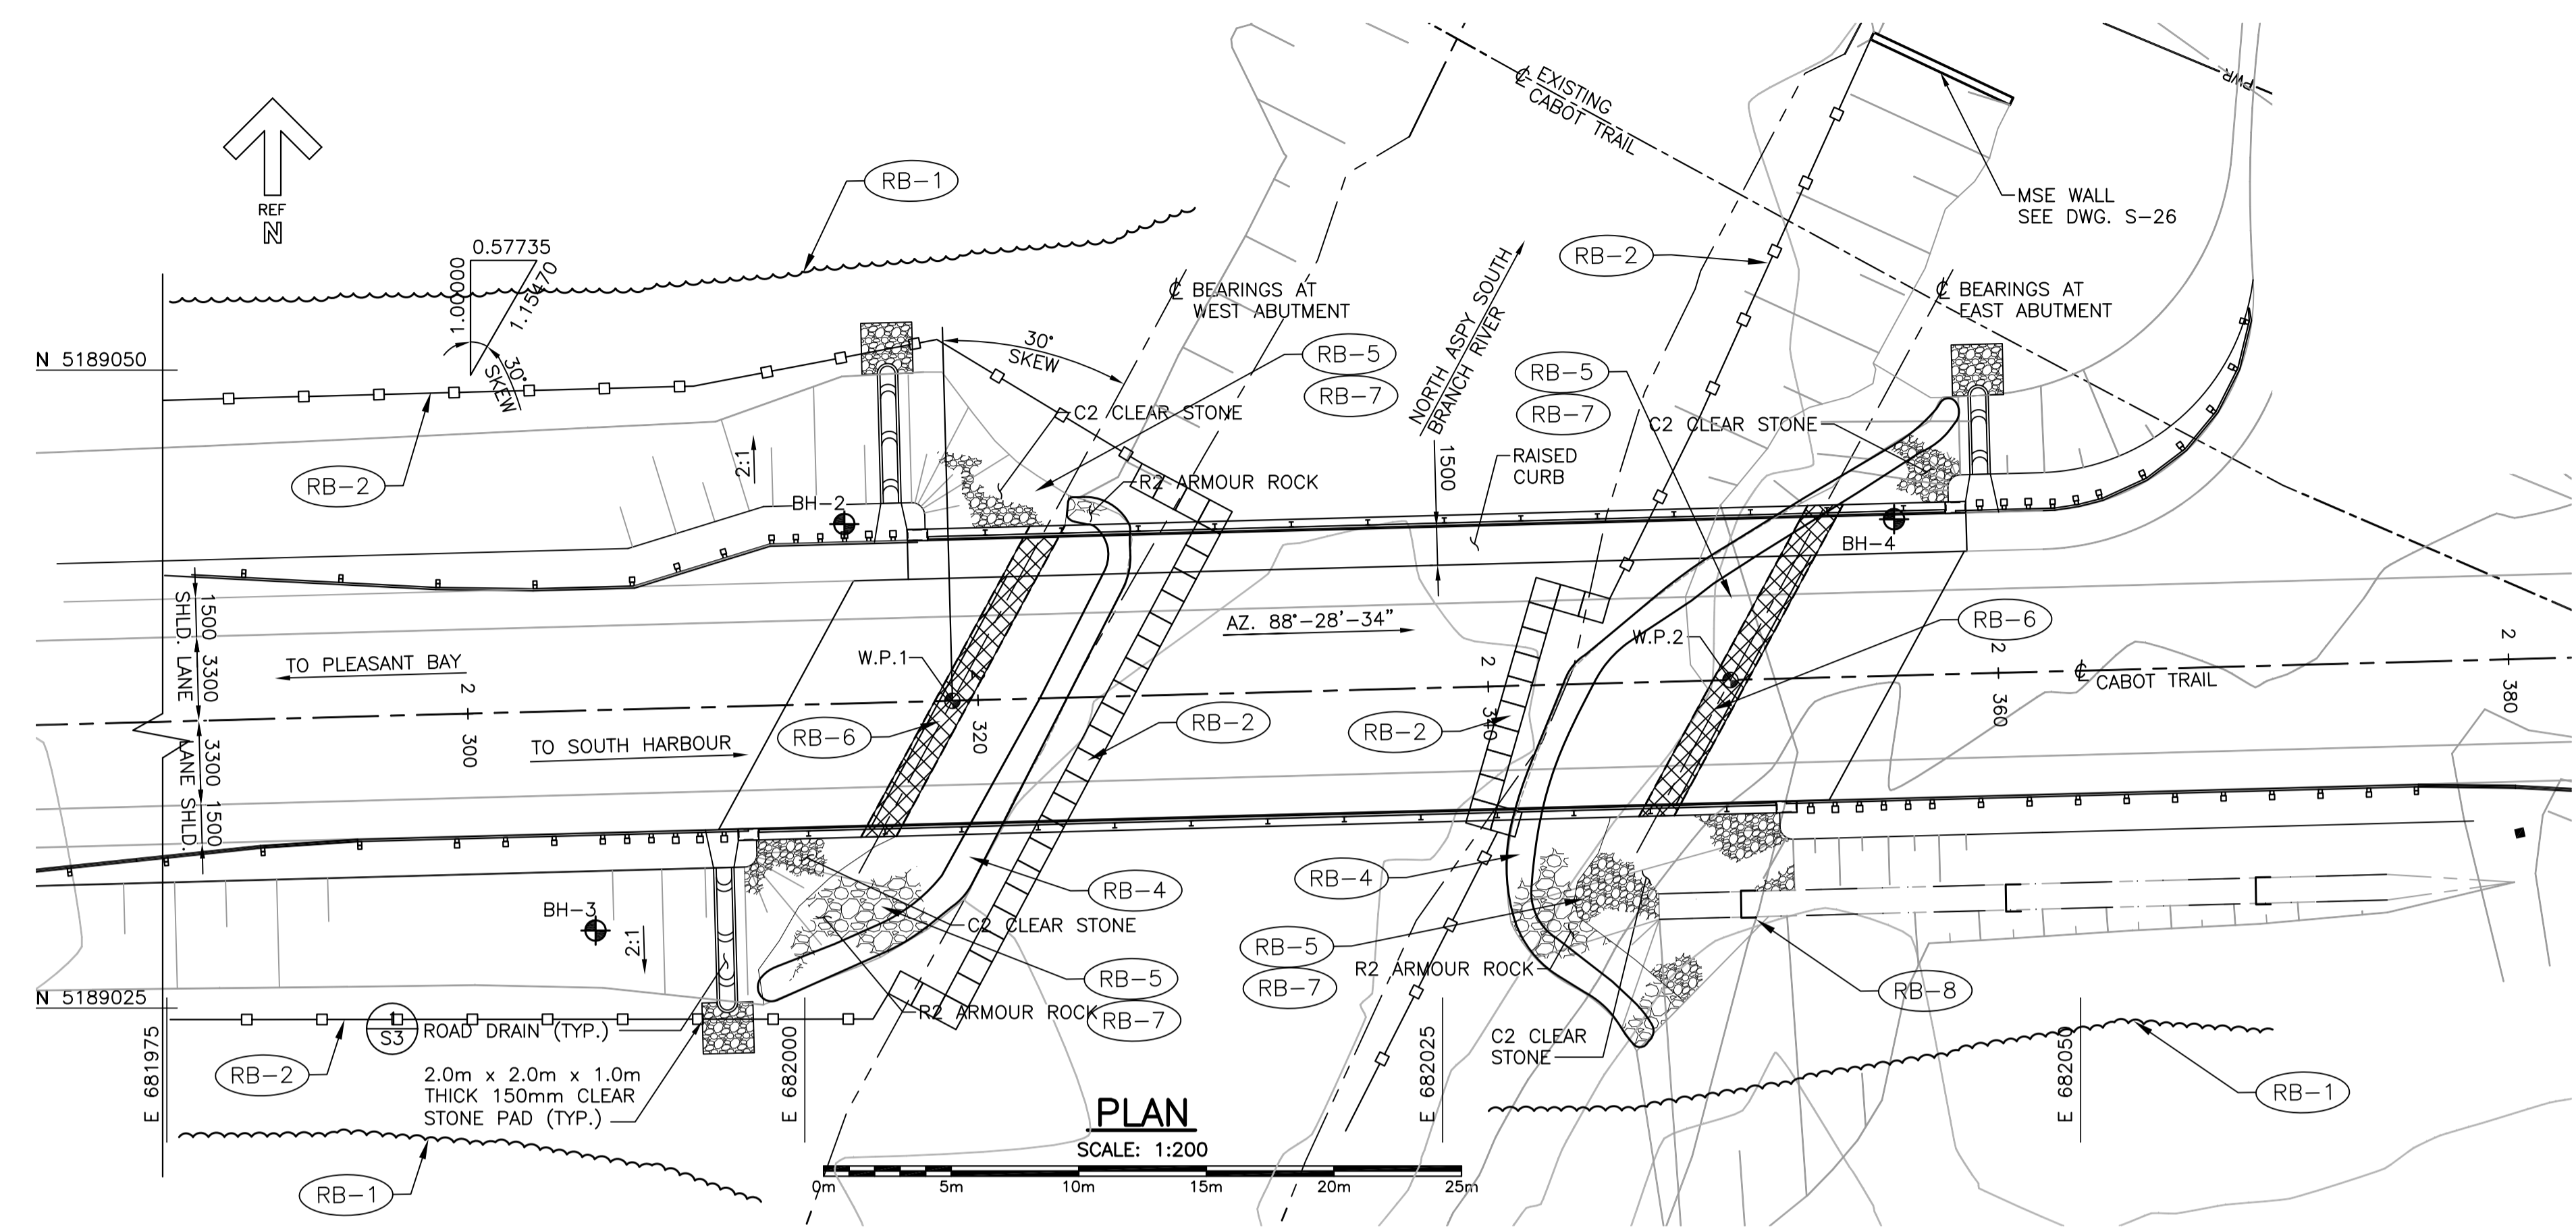 EXISTING
CABOT TRAIL
PWR
RB-1
MSE WALL
SEE DWG. S-26
REF
N
0.57735
1.00000
1.15470
30°
SKEW
RB-2
NORTH ASPY SOUTH
BRANCH RIVER
BEARINGS AT
WEST ABUTMENT
BEARINGS AT
EAST ABUTMENT
30°
SKEW
RB-5
RB-7
RB-5
RB-7
N 5189050
C2 CLEAR STONE
C2 CLEAR STONE
2:1
1500
RAISED
CURB
RB-2
R2 ARMOUR ROCK
BH-2
BH-4
1500
SHLD.
3300
LANE
AZ. 88°-28'-34"
RB-6
W.P.1
W.P.2
TO PLEASANT BAY
2
300
2
320
2
340
2
360
2
380
CABOT TRAIL
RB-6
RB-2
RB-2
TO SOUTH HARBOUR
3300
LANE
1500
SHLD.
RB-4
RB-4
BH-3
2:1
C2 CLEAR STONE
RB-5
RB-7
RB-5
RB-7
R2 ARMOUR ROCK
RB-8
N 5189025
R2 ARMOUR ROCK
1
S3
ROAD DRAIN (TYP.)
C2 CLEAR
STONE
RB-2
2.0m x 2.0m x 1.0m
THICK 150mm CLEAR
STONE PAD (TYP.)
E 681975
E 682000
E 682025
E 682050
RB-1
RB-1
PLAN
SCALE: 1:200
0m 5m 10m 15m 20m 25m